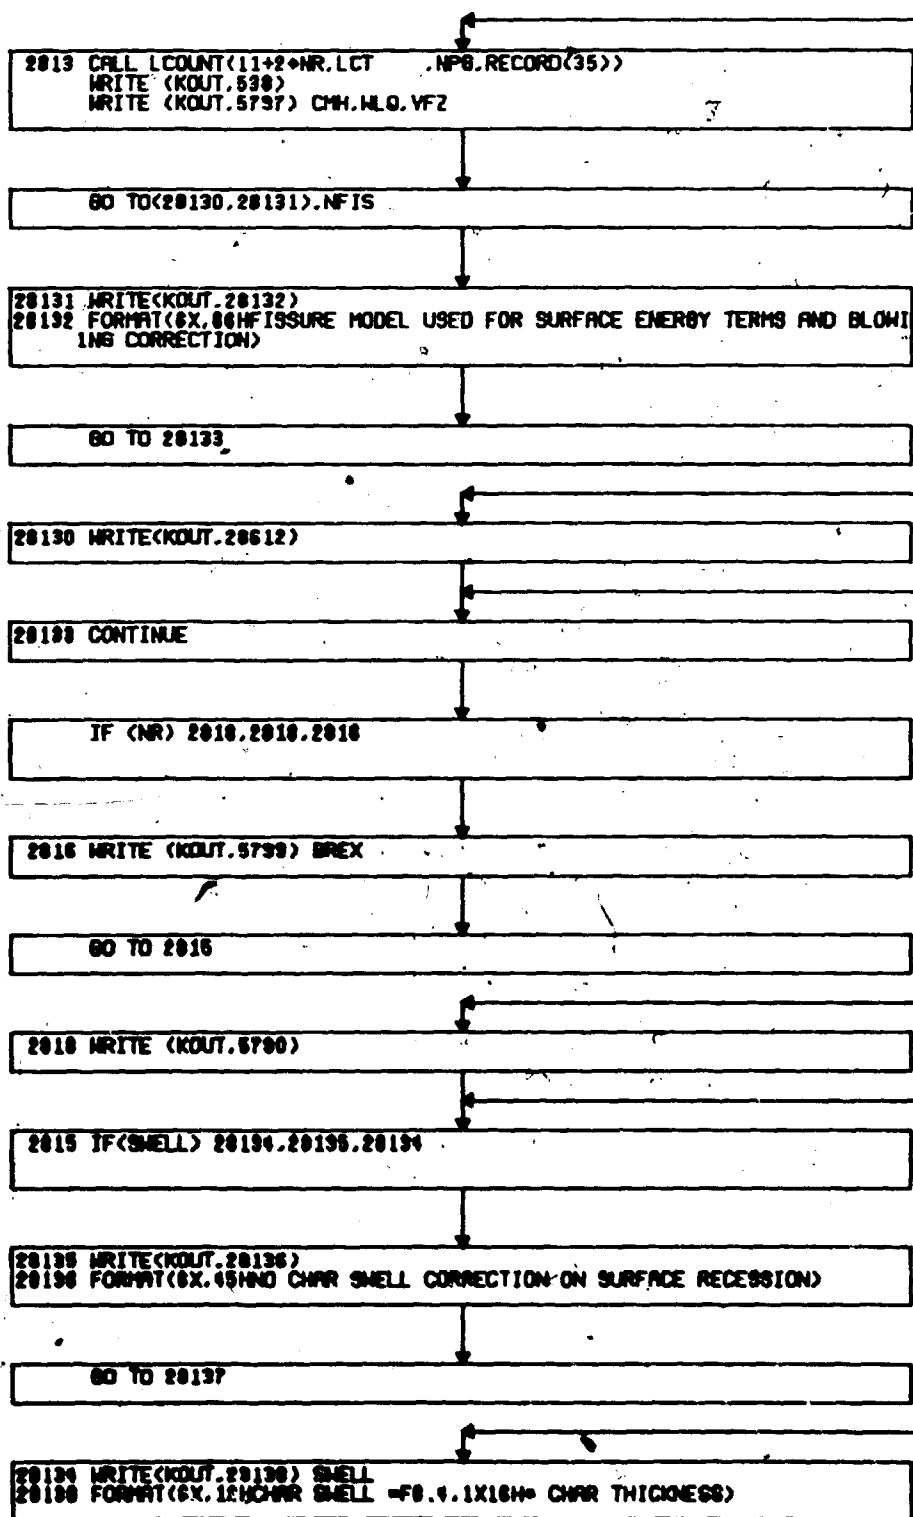 2813 CALL LCOUNT(11+2*NR,LCT .NPG,RECORD(35))
WRITE (KOUT,538)
WRITE (KOUT,5797) CMH,WLQ,VFZ
GO TO(28130,28131),NFIS
28131 WRITE(KOUT,28132)
28132 FORMAT(6X,66HFISSURE MODEL USED FOR SURFACE ENERGY TERMS AND BLOWI
1NG CORRECTION)
GO TO 28133
28130 WRITE(KOUT,28612)
28133 CONTINUE
IF (NR) 2818,2818,2816
2816 WRITE (KOUT,5799) BREX
GO TO 2815
2818 WRITE (KOUT,5790)
2815 IF(SWELL) 28134,28135,28134
28135 WRITE(KOUT,28136)
28136 FORMAT(6X,45HNO CHAR SWELL CORRECTION ON SURFACE RECESSION)
GO TO 28137
28134 WRITE(KOUT,28138) SWELL
28138 FORMAT(6X,12HCHAR SWELL =F8.4,1X16H* CHAR THICKNESS)